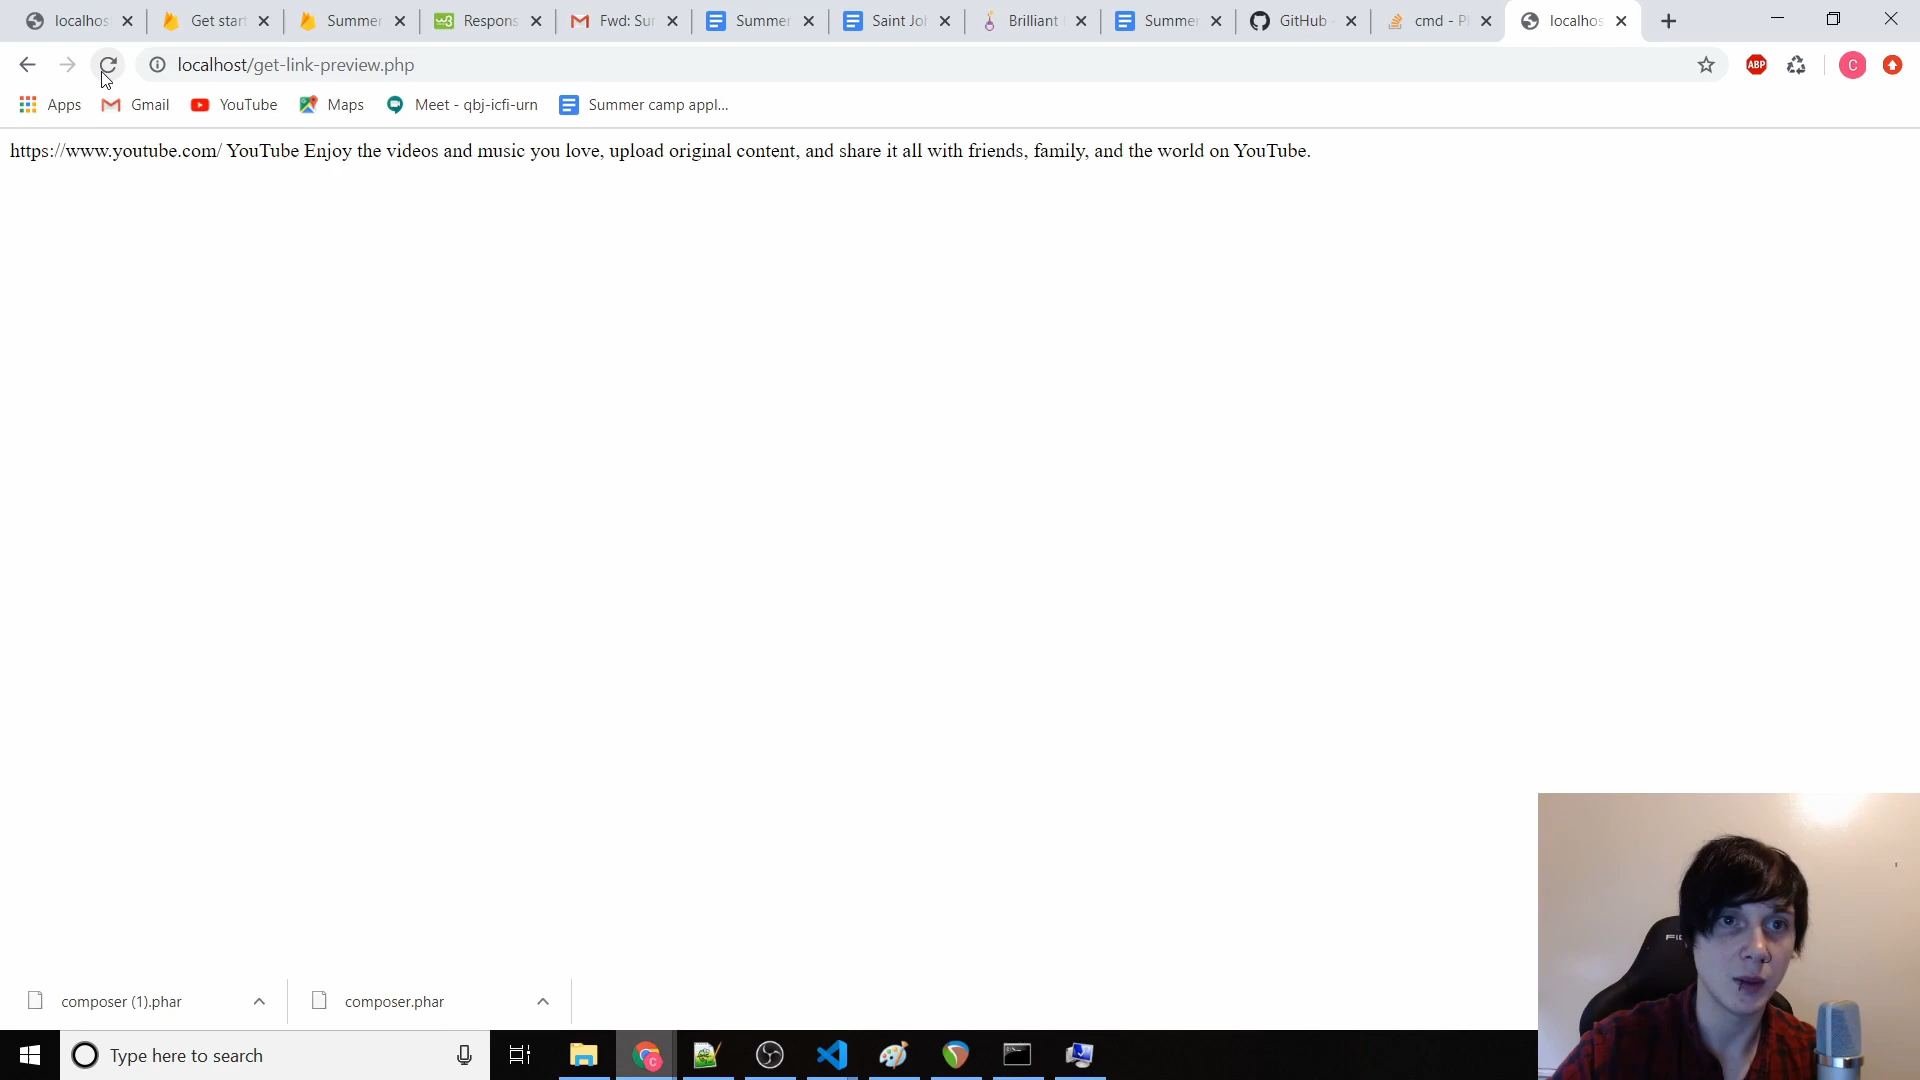 localhos
Get start
Summer
Respons
Fwd: Sur
Summer
Saint Joh
Brilliant
Summer
GitHub
cmd - P
localhos
localhost/get-link-preview.php
ABP
C
Apps
Gmail
YouTube
Maps
Meet - qbj-icfi-urn
Summer camp appl...
https://www.youtube.com/ YouTube Enjoy the videos and music you love, upload original content, and share it all with friends, family, and the world on YouTube.
composer (1).phar
composer.phar
Type here to search